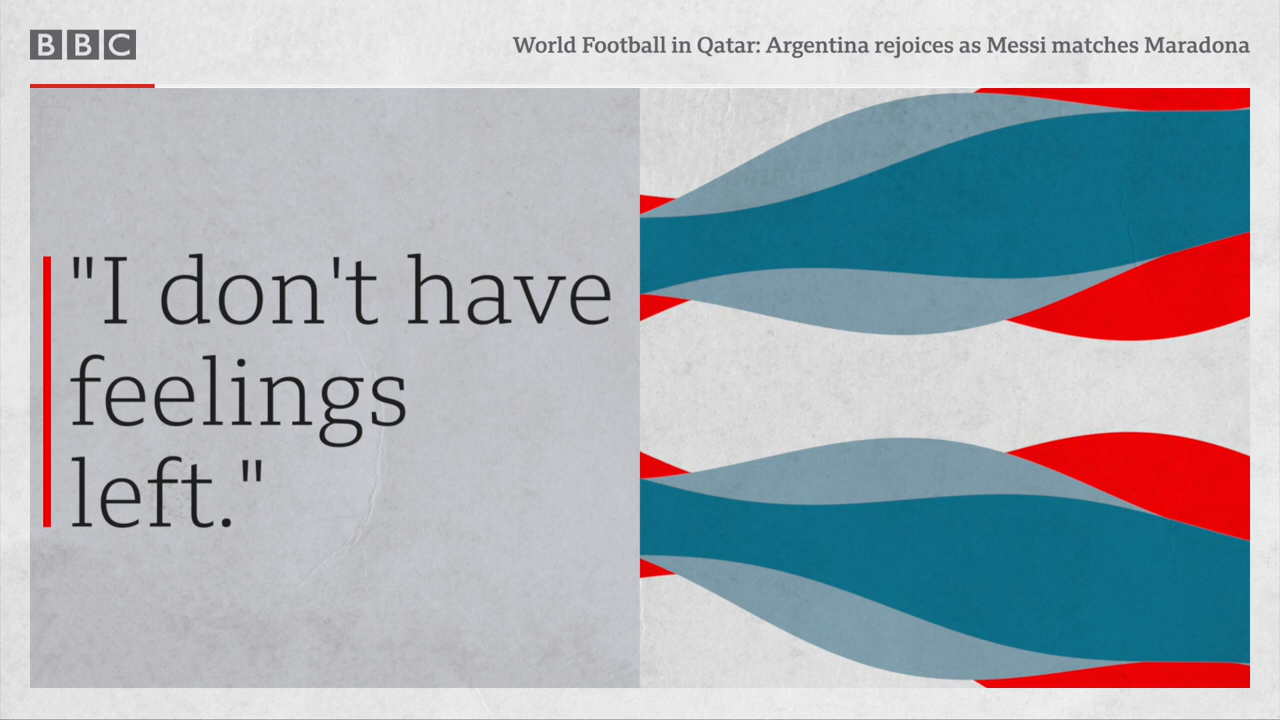 BBC
World Football in Qatar: Argentina rejoices as Messi matches Maradona
"I don't have
feelings
left."